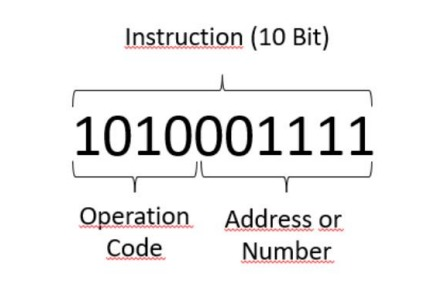 Instruction (10 Bit)
1010001111
Operation Address or
Code Number